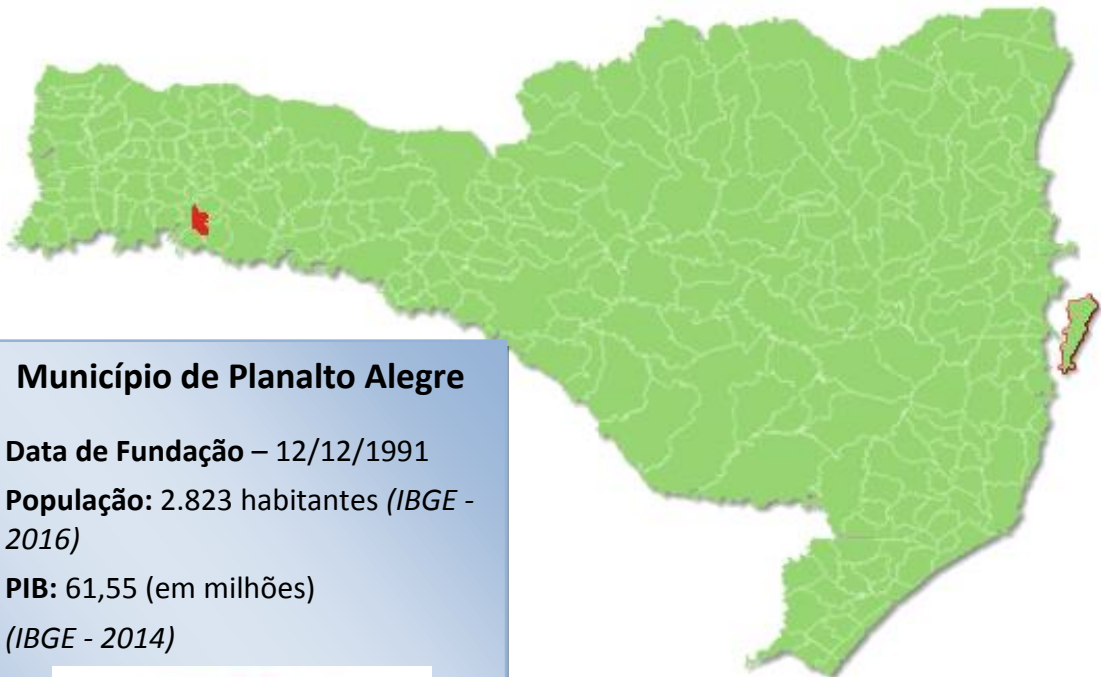 Município de Planalto Alegre
Data de Fundação – 12/12/1991
População: 2.823 habitantes (IBGE -
2016)
PIB: 61,55 (em milhões)
(IBGE - 2014)